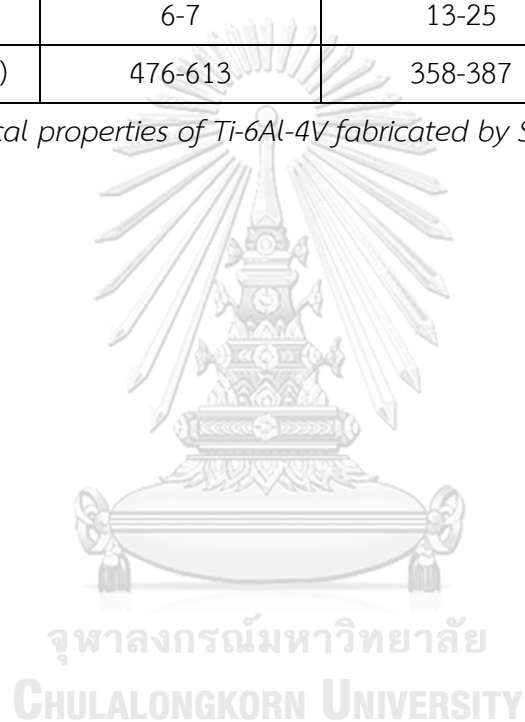 6-7 13-25
) 476-613 358-387
cal properties of Ti-6Al-4V fabricated by S
จุฬาลงกรณ์มหาวิทยาลัย
CHULALONGKORN UNIVERSITY